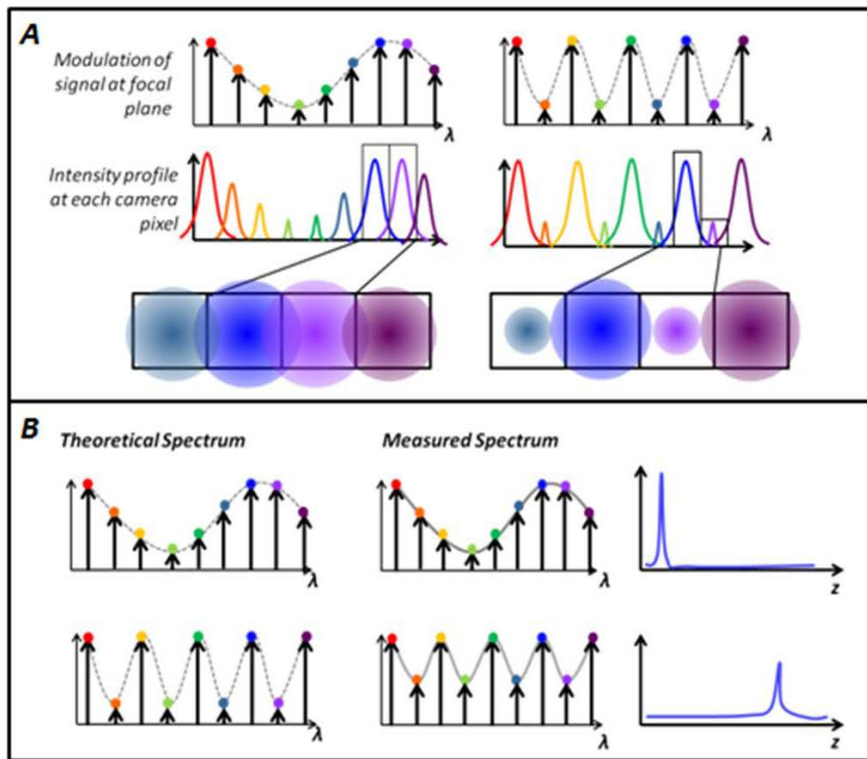 A
Modulation of
signal at focal
plane
λ
λ
Intensity profile
at each camera
pixel
B
Theoretical Spectrum
Measured Spectrum
λ
λ
z
λ
λ
z